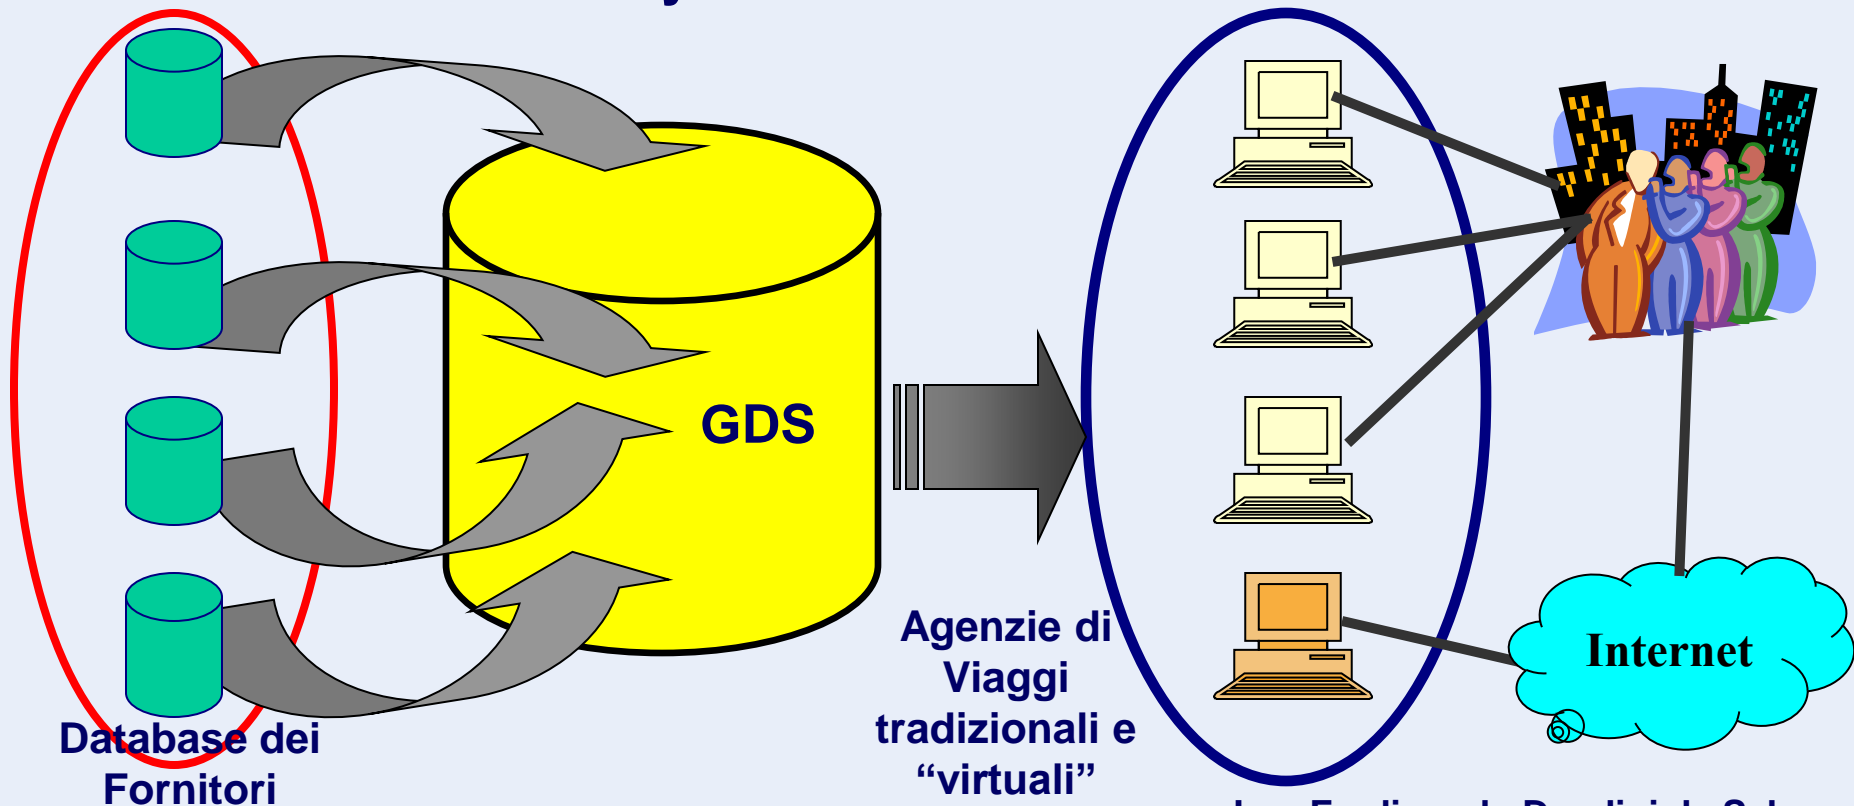 GDS
Agenzie di
Viaggi
tradizionali e
“virtuali”
Internet
Database dei
Fornitori